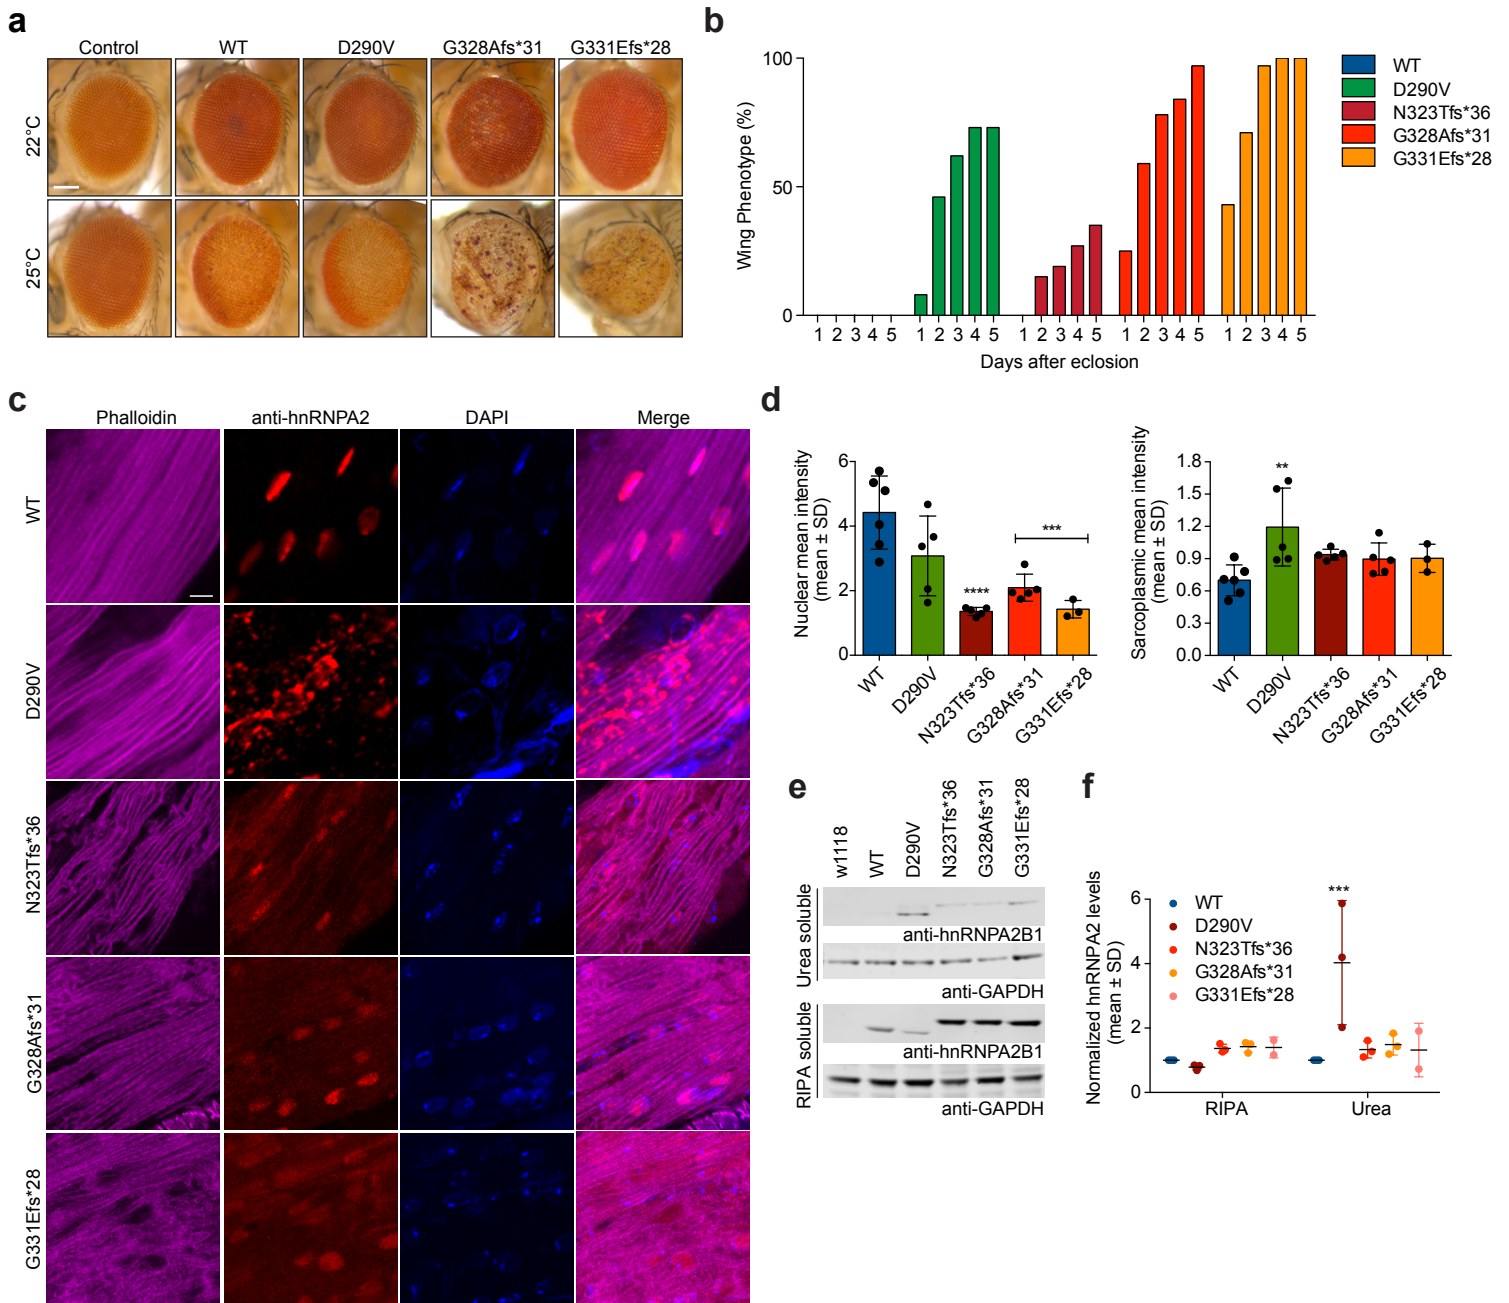 a
Control
WT
D290V
G328Afs*31
G331Efs*28
22°C
25°C
b
Wing Phenotype (%)
100
50
0
1 2 3 4 5
1 2 3 4 5
1 2 3 4 5
1 2 3 4 5
1 2 3 4 5
Days after eclosion
WT
D290V
N323Tfs*36
G328Afs*31
G331Efs*28
c
Phalloidin
anti-hnRNPA2
DAPI
Merge
WT
D290V
N323Tfs*36
G328Afs*31
G331Efs*28
d
Nuclear mean intensity
(mean ± SD)
6
4
2
0
****
***
WT
D290V
N323Tfs*36
G328Afs*31
G331Efs*28
Sarcoplasmic mean intensity
(mean ± SD)
1.8
1.5
1.2
0.9
0.6
0.3
0.0
**
WT
D290V
N323Tfs*36
G328Afs*31
G331Efs*28
e
w1118
WT
D290V
N323Tfs*36
G328Afs*31
G331Efs*28
Urea soluble
anti-hnRNPA2B1
anti-GAPDH
RIPA soluble
anti-hnRNPA2B1
anti-GAPDH
f
Normalized hnRNPA2 levels
(mean ± SD)
6
4
2
0
WT
D290V
N323Tfs*36
G328Afs*31
G331Efs*28
***
RIPA
Urea